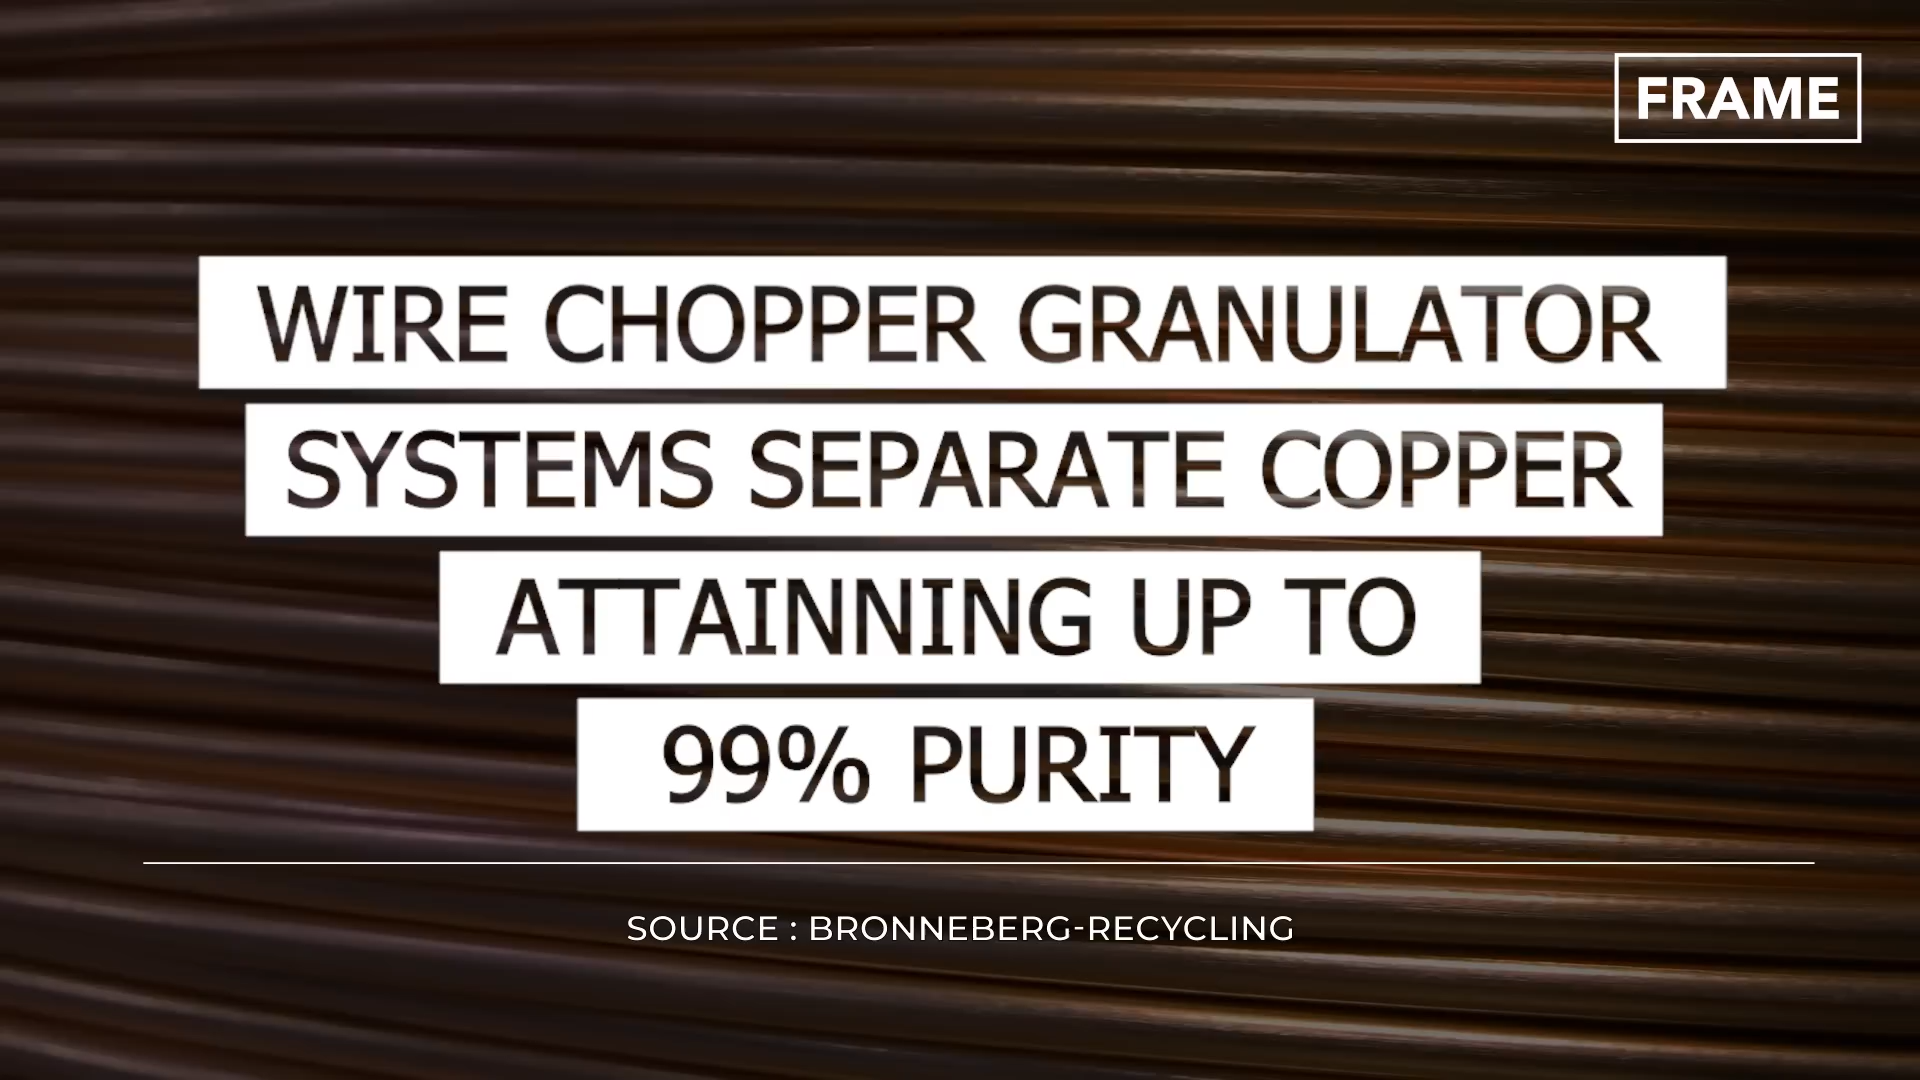 FRAME
WIRE CHOPPER GRANULATOR
SYSTEMS SEPARATE COPPER
ATTAINNING UP TO
99% PURITY
SOURCE : BRONNEBERG-RECYCLING